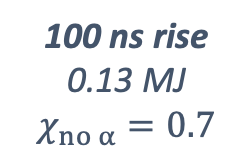 100 ns rise
0.13 MJ
χno α = 0.7